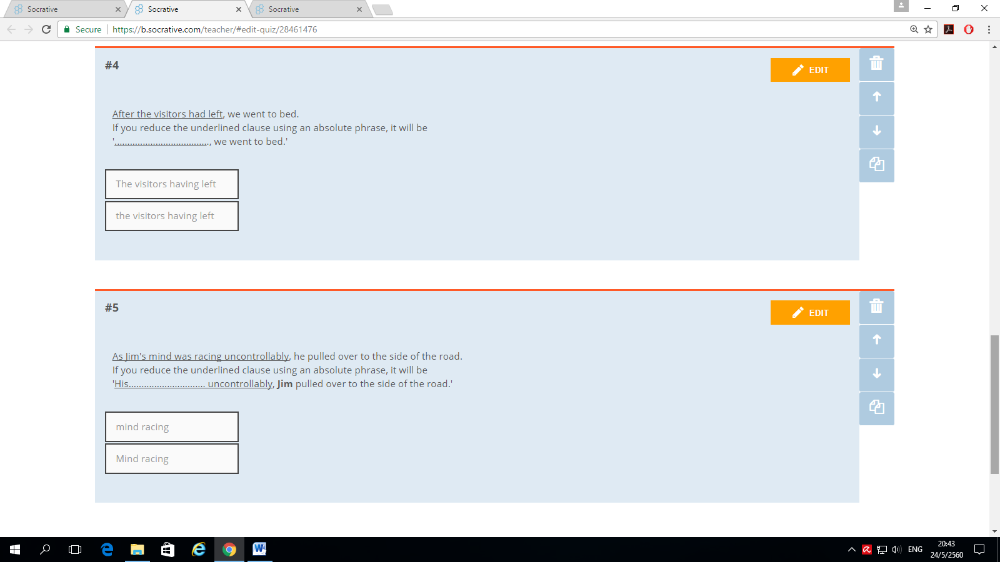 Socrative
Socrative
Socrative
Secure
https://b.socrative.com/teacher/#edit-quiz/28461476
#4
EDIT
After the visitors had left, we went to bed.
If you reduce the underlined clause using an absolute phrase, it will be
'....................................., we went to bed.'
The visitors having left
the visitors having left
#5
EDIT
As Jim's mind was racing uncontrollably, he pulled over to the side of the road.
If you reduce the underlined clause using an absolute phrase, it will be
'His.............................. uncontrollably, Jim pulled over to the side of the road.'
mind racing
Mind racing
ENG
20:43
24/5/2560